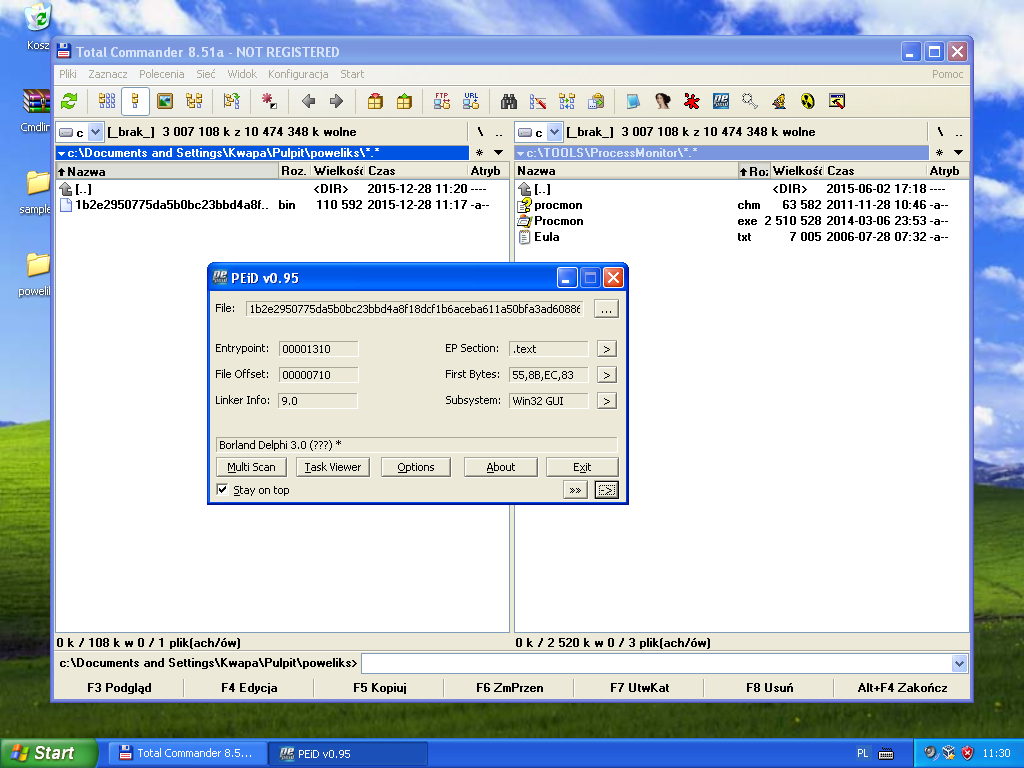 Kosz
Cmdlin
sample
poweli
Total Commander 8.51a - NOT REGISTERED
Pliki Zaznacz Polecenia Sieć Widok Konfiguracja Start Pomoc
FTP URL
c [_brak_] 3 007 108 k z 10 474 348 k wolne \ ..
c [_brak_] 3 007 108 k z 10 474 348 k wolne \ ..
c:\Documents and Settings\Kwapa\Pulpit\poweliks\*.* *
c:\TOOLS\ProcessMonitor\*.* *
Nazwa Roz. Wielkość Czas Atryb
[..] <DIR> 2015-12-28 11:20 ----
1b2e2950775da5b0bc23bbd4a8f.. bin 110 592 2015-12-28 11:17 -a--
Nazwa Roz Wielkość Czas Atryb
[..] <DIR> 2015-06-02 17:18 ----
procmon chm 63 582 2011-11-28 10:46 -a--
Procmon exe 2 510 528 2014-03-06 23:53 -a--
Eula txt 7 005 2006-07-28 07:32 -a--
PEiD v0.95
File: 1b2e2950775da5b0bc23bbd4a8f18dcf1b6aceba611a50bfa3ad60886 ...
Entrypoint: 00001310 EP Section: .text >
File Offset: 00000710 First Bytes: 55,8B,EC,83 >
Linker Info: 9.0 Subsystem: Win32 GUI >
Borland Delphi 3.0 (???) *
Multi Scan Task Viewer Options About Exit
Stay on top >> ->
0 k / 108 k w 0 / 1 plik(ach/ów)
0 k / 2 520 k w 0 / 3 plik(ach/ów)
c:\Documents and Settings\Kwapa\Pulpit\poweliks>
F3 Podgląd F4 Edycja F5 Kopiuj F6 ZmPrzen F7 UtwKat F8 Usuń Alt+F4 Zakończ
Start Total Commander 8.5... PEiD v0.95 PL 11:30